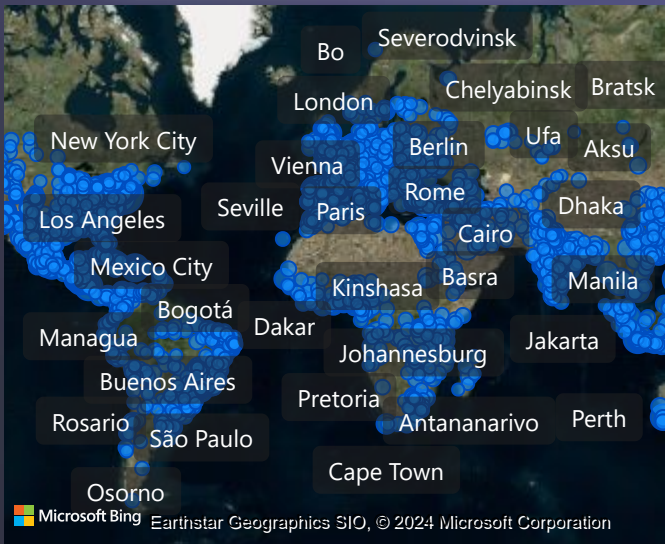 Severodvinsk
Bo
Chelyabinsk
Bratsk
London
New York City
Ufa
Berlin
Aksu
Vienna
Rome
Seville
Paris
Dhaka
Los Angeles
Cairo
Mexico City
Basra
Kinshasa
Manila
Bogotá
Dakar
Managua
Jakarta
Johannesburg
Buenos Aires
Pretoria
Rosario
Antananarivo
Perth
São Paulo
Cape Town
Osorno
Microsoft Bing
Earthstar Geographics SIO, © 2024 Microsoft Corporation